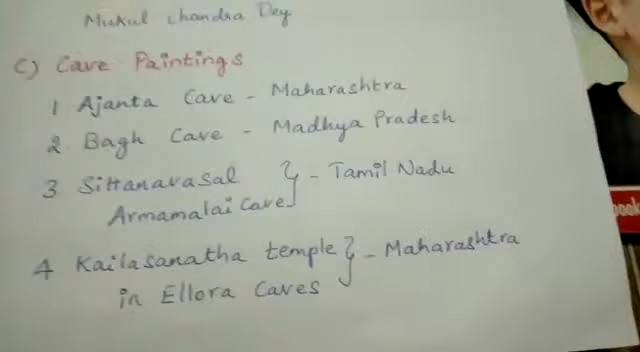 Mukul Chandra Dey
C) Cave Paintings
1 Ajanta Cave - Maharashtra
2. Bagh Cave - Madhya Pradesh
3 Sittanavasal } - Tamil Nadu
Armamalai Cave
4 Kailasanatha temple } - Maharashtra
in Ellora Caves